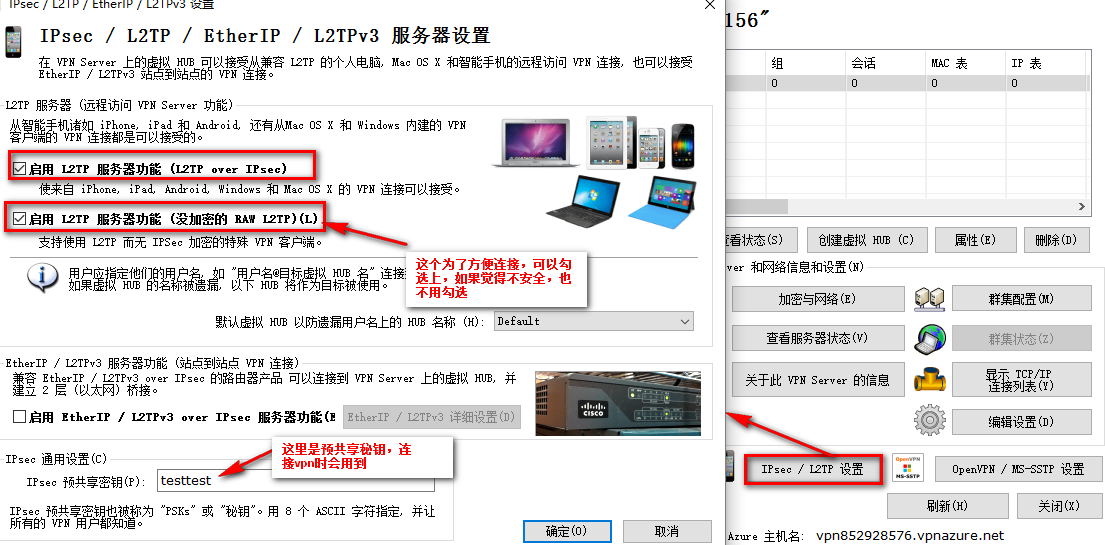 IPsec / L2TP / EtherIP / L2TPv3 设置
IPsec / L2TP / EtherIP / L2TPv3 服务器设置
在 VPN Server 上的虚拟 HUB 可以接受从兼容 L2TP 的个人电脑, Mac OS X 和智能手机的远程访问 VPN 连接, 也可以接受
EtherIP / L2TPv3 站点到站点的 VPN 连接。
L2TP 服务器 (远程访问 VPN Server 功能)
从智能手机诸如 iPhone, iPad 和 Android, 还有从Mac OS X 和 Windows 内建的 VPN
客户端的 VPN 连接都是可以接受的。
启用 L2TP 服务器功能 (L2TP over IPsec)
使来自 iPhone, iPad, Android, Windows 和 Mac OS X 的 VPN 连接可以接受。
启用 L2TP 服务器功能 (没加密的 RAW L2TP)(L)
支持使用 L2TP 而无 IPSec 加密的特殊 VPN 客户端。
用户应指定他们的用户名, 如 "用户名@目标虚拟 HUB 名" 连接
如果虚拟 HUB 的名称被遗漏, 以下 HUB 将作为目标被使用。
这个为了方便连接，可以勾
选上，如果觉得不安全，也
不用勾选
默认虚拟 HUB 以防遗漏用户名上的 HUB 名称 (H):
Default
EtherIP / L2TPv3 服务器功能 (站点到站点 VPN 连接)
兼容 EtherIP / L2TPv3 over IPsec 的路由器产品 可以连接到 VPN Server 上的虚拟 HUB, 并
建立 2 层 (以太网) 桥接。
启用 EtherIP / L2TPv3 over IPsec 服务器功能(E
EtherIP / L2TPv3 详细设置(D)
CISCO
IPsec 通用设置(C)
这里是预共享秘钥，连
接vpn时会用到
IPsec 预共享密钥(P):
testtest
IPsec 预共享密钥也被称为 "PSKs" 或 "秘钥"。用 8 个 ASCII 字符指定, 并让
所有的 VPN 用户都知道。
确定(O)
取消
156"
组
会话
MAC 表
IP 表
0
0
0
0
查看状态(S)
创建虚拟 HUB (C)
属性(E)
删除(D)
ver 和网络信息和设置(N)
加密与网络(E)
群集配置(M)
查看服务器状态(V)
群集状态(Z)
关于此 VPN Server 的信息
显示 TCP/IP
连接列表(Y)
编辑设置(D)
IPsec / L2TP 设置
OpenVPN
MS-SSTP
OpenVPN / MS-SSTP 设置
刷新(H)
关闭(X)
Azure 主机名:
vpn852928576.vpnazure.net